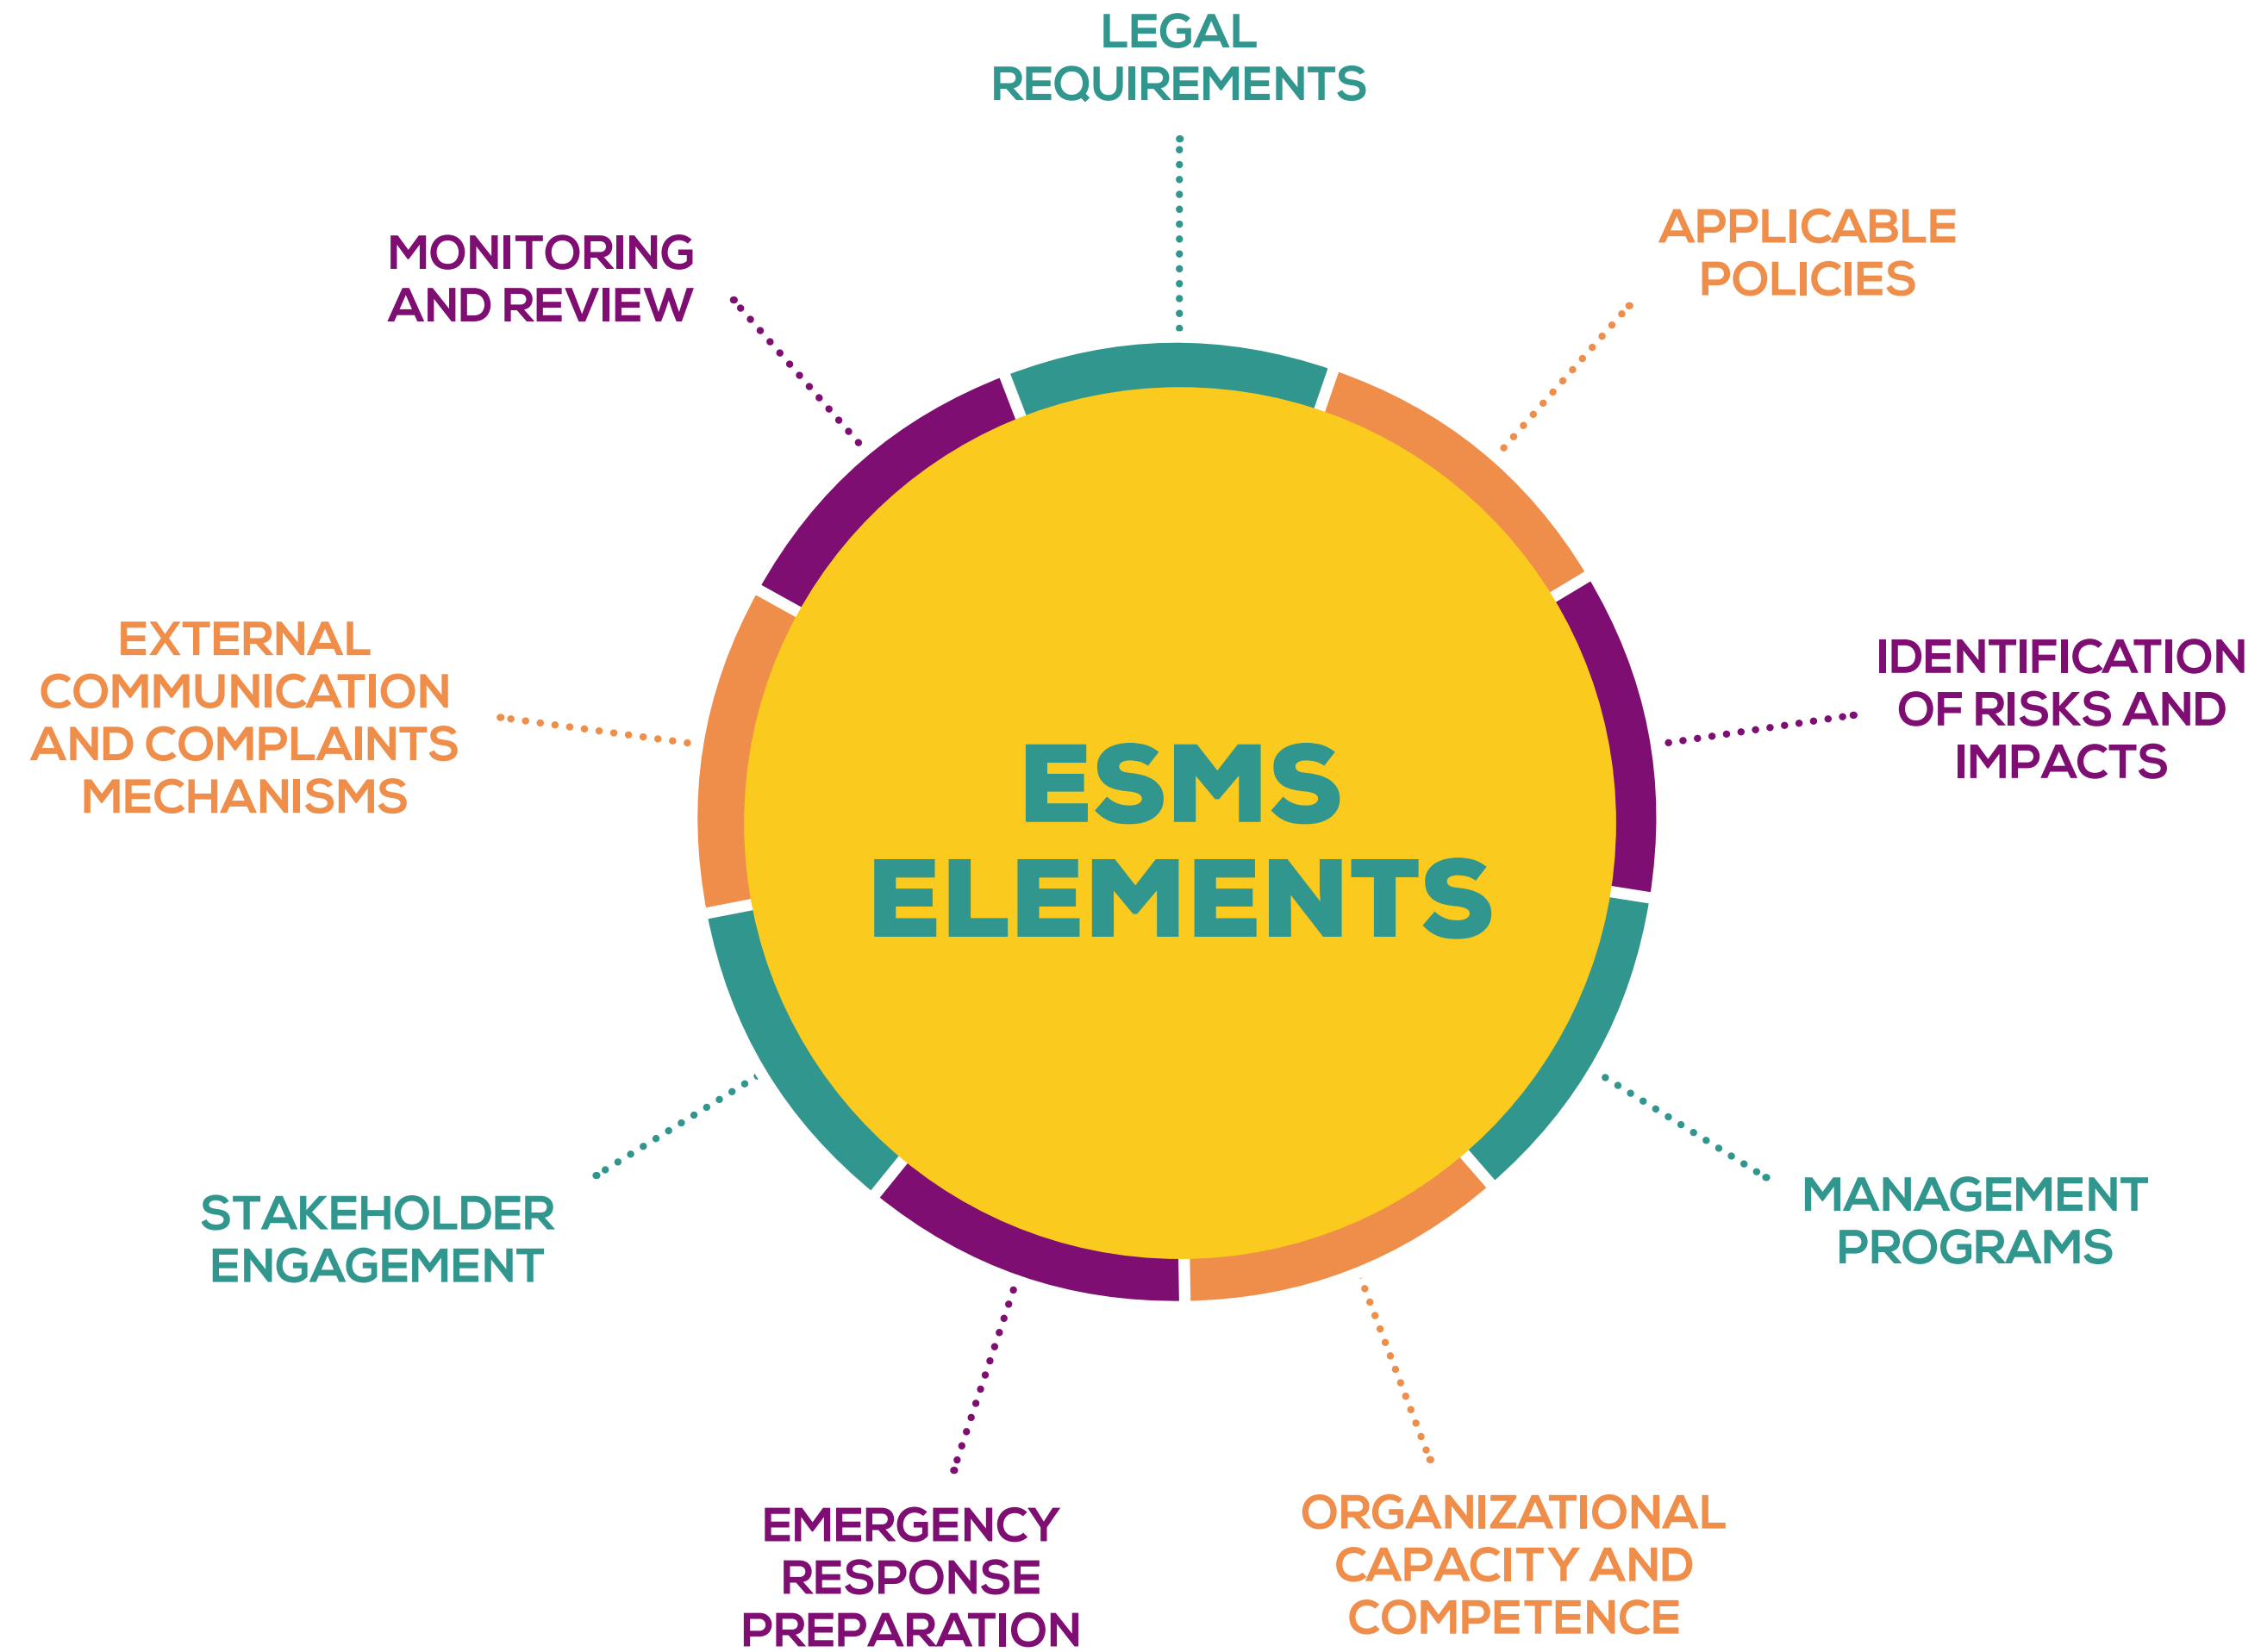 LEGAL
REQUIREMENTS
APPLICABLE
POLICIES
IDENTIFICATION
OF RISKS AND
IMPACTS
MANAGEMENT
PROGRAMS
ORGANIZATIONAL
CAPACITY AND
COMPETENCE
EMERGENCY
RESPONSE
PREPARATION
STAKEHOLDER
ENGAGEMENT
EXTERNAL
COMMUNICATION
AND COMPLAINTS
MECHANISMS
MONITORING
AND REVIEW
ESMS
ELEMENTS